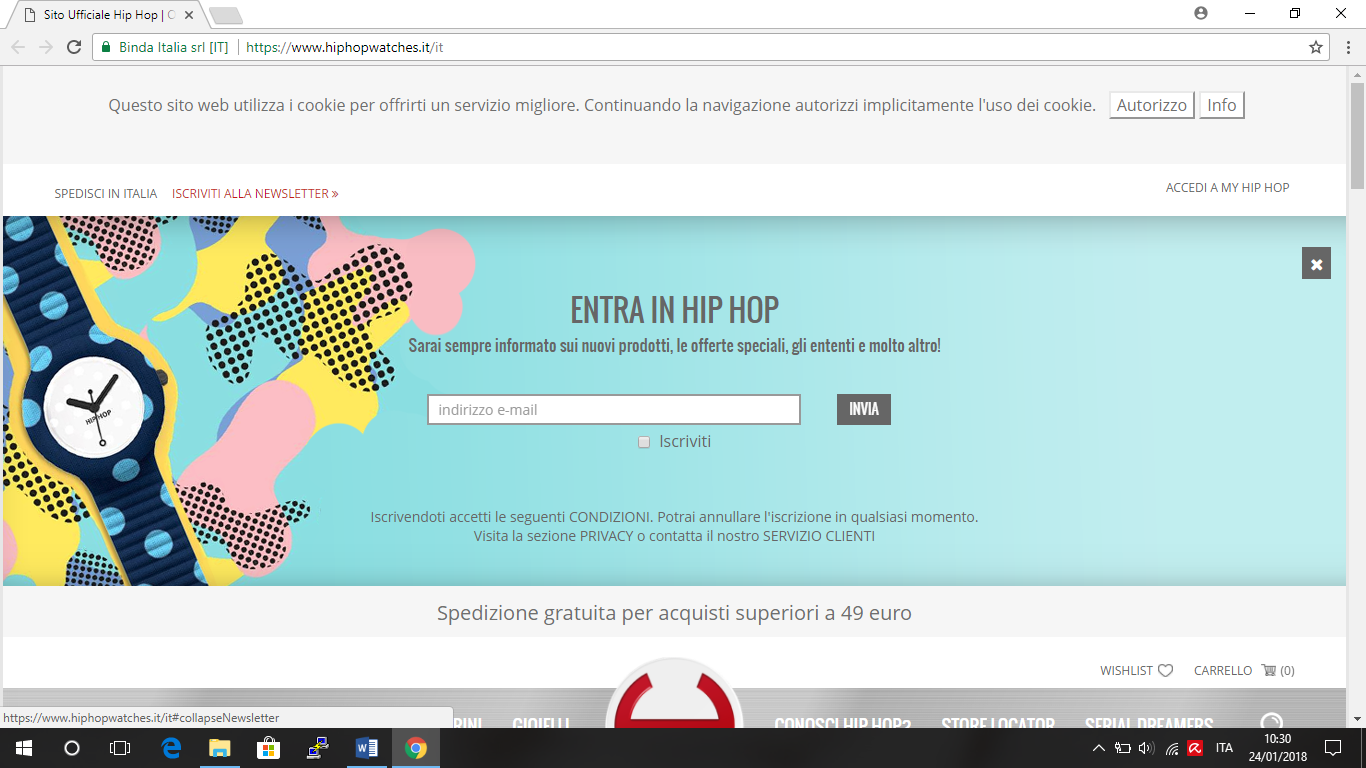 Sito Ufficiale Hip Hop | O
Binda Italia srl [IT] https://www.hiphopwatches.it/it
Questo sito web utilizza i cookie per offrirti un servizio migliore. Continuando la navigazione autorizzi implicitamente l'uso dei cookie. Autorizzo Info
SPEDISCI IN ITALIA ISCRIVITI ALLA NEWSLETTER » ACCEDI A MY HIP HOP
ENTRA IN HIP HOP
Sarai sempre informato sui nuovi prodotti, le offerte speciali, gli ententi e molto altro!
indirizzo e-mail INVIA
HIP HOP
Iscriviti
Iscrivendoti accetti le seguenti CONDIZIONI. Potrai annullare l'iscrizione in qualsiasi momento.
Visita la sezione PRIVACY o contatta il nostro SERVIZIO CLIENTI
Spedizione gratuita per acquisti superiori a 49 euro
WISHLIST CARRELLO (0)
GIOIELLI CONOSCI HIP HOP? STORE LOCATOR SERIAL DREAMERS
https://www.hiphopwatches.it/it#collapseNewsletter
ITA 10:30
24/01/2018